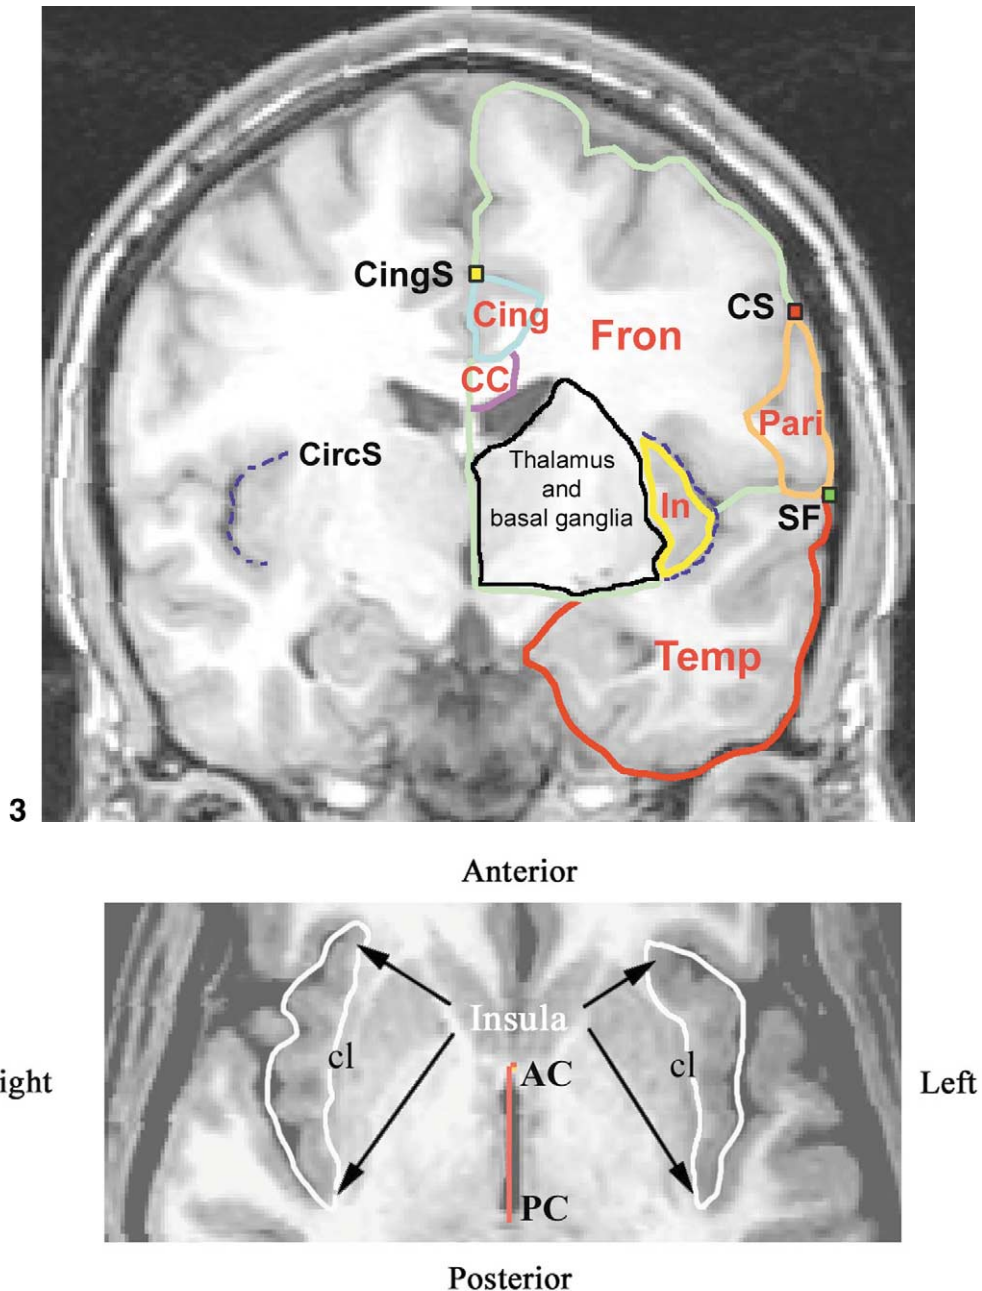 CingS
Cing
CS
Fron
CC
Pari
CircS
Thalamus
and
basal ganglia
In
SF
Temp
3
Anterior
Insula
cl
cl
ight
AC
Left
PC
Posterior